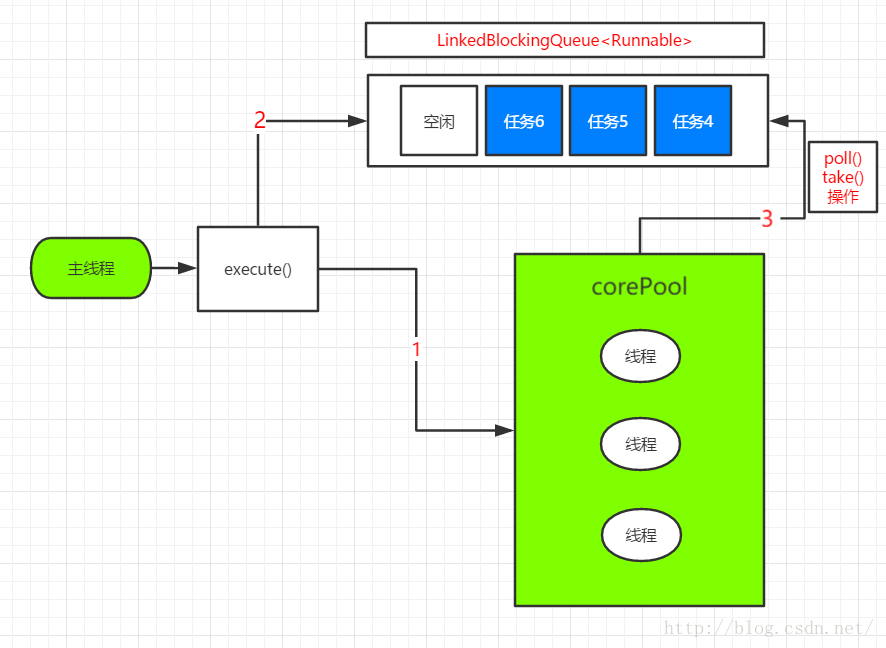 LinkedBlockingQueue<Runnable>
2
空闲
任务6
任务5
任务4
poll()
take()
操作
3
主线程
execute()
corePool
1
线程
线程
线程
http://blog.csdn.net/